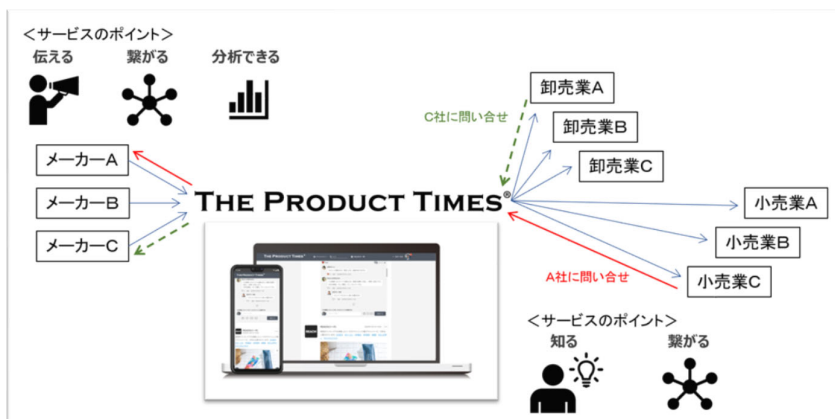 ＜サービスのポイント＞
伝える
繋がる
分析できる
卸売業A
C社に問い合せ
卸売業B
卸売業C
メーカーA
メーカーB
メーカーC
THE PRODUCT TIMES®
小売業A
小売業B
小売業C
A社に問い合せ
THE PRODUCT TIMES
＜サービスのポイント＞
知る
繋がる